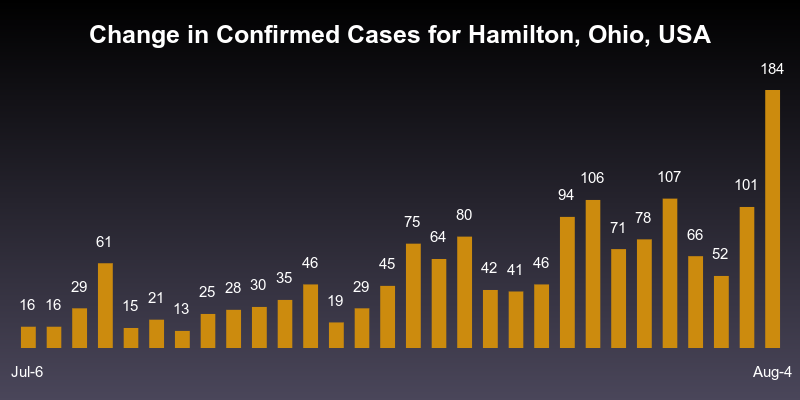 Change in Confirmed Cases for Hamilton, Ohio, USA
16 16 29 61 15 21 13 25 28 30 35 46 19 29 45 75 64 80 42 41 46 94 106 71 78 107 66 52 101 184
Jul-6 Aug-4